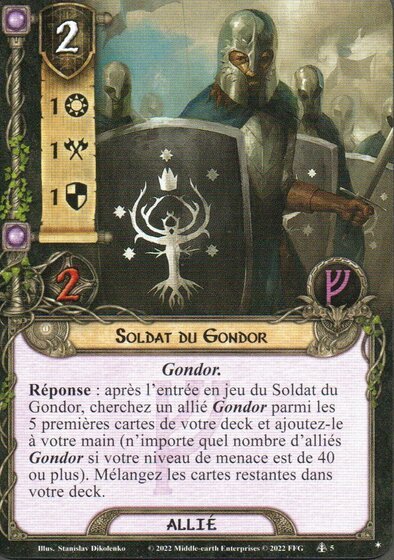 2
1
1
1
2
SOLDAT DU GONDOR
Gondor.
Réponse : après l'entrée en jeu du Soldat du
Gondor, cherchez un allié Gondor parmi les
5 premières cartes de votre deck et ajoutez-le
à votre main (n'importe quel nombre d'alliés
Gondor si votre niveau de menace est de 40
ou plus). Mélangez les cartes restantes dans
votre deck.
ALLIÉ
Illus. Stanislav Dikolenko © 2022 Middle-earth Enterprises © 2022 FFG 5